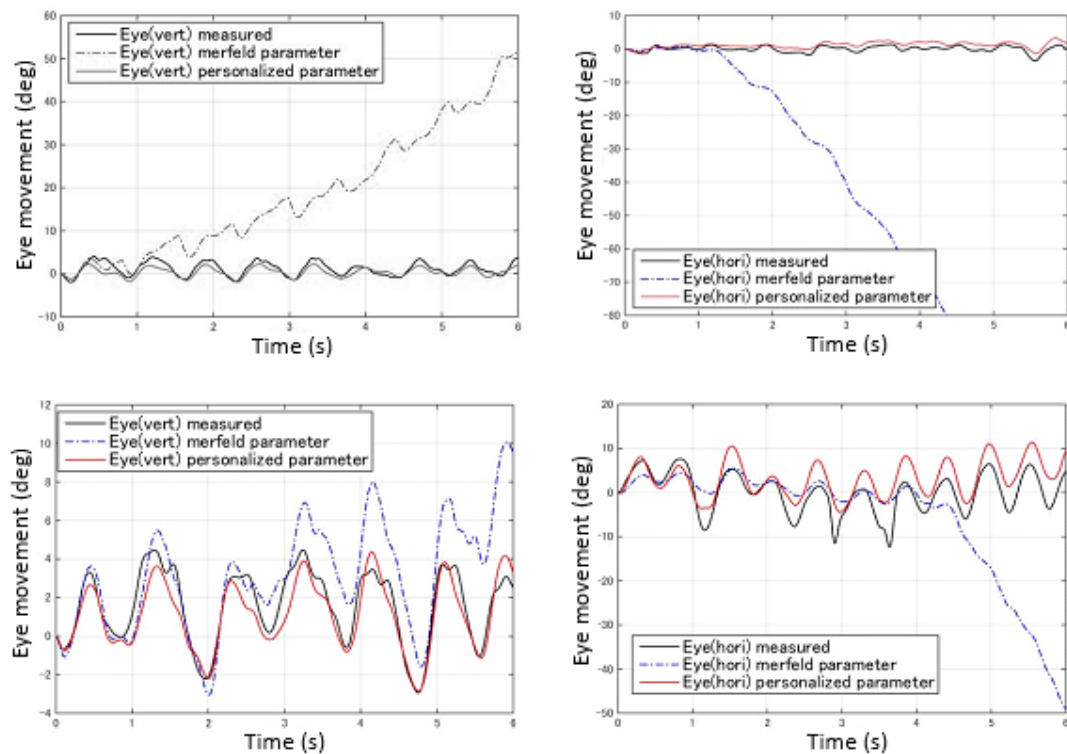 60
50
40
30
20
10
0
-10
Eye movement (deg)
Eye(vert) measured
Eye(vert) merfeld parameter
Eye(vert) personalized parameter
0 1 2 3 4 5 6
Time (s)
10
0
-10
-20
-30
-40
-50
-60
-70
-80
Eye movement (deg)
Eye(hori) measured
Eye(hori) merfeld parameter
Eye(hori) personalized parameter
0 1 2 3 4 5 6
Time (s)
12
10
8
6
4
2
0
-2
-4
Eye movement (deg)
Eye(vert) measured
Eye(vert) merfeld parameter
Eye(vert) personalized parameter
0 1 2 3 4 5 6
Time (s)
20
10
0
-10
-20
-30
-40
-50
Eye movement (deg)
Eye(hori) measured
Eye(hori) merfeld parameter
Eye(hori) personalized parameter
0 1 2 3 4 5 6
Time (s)